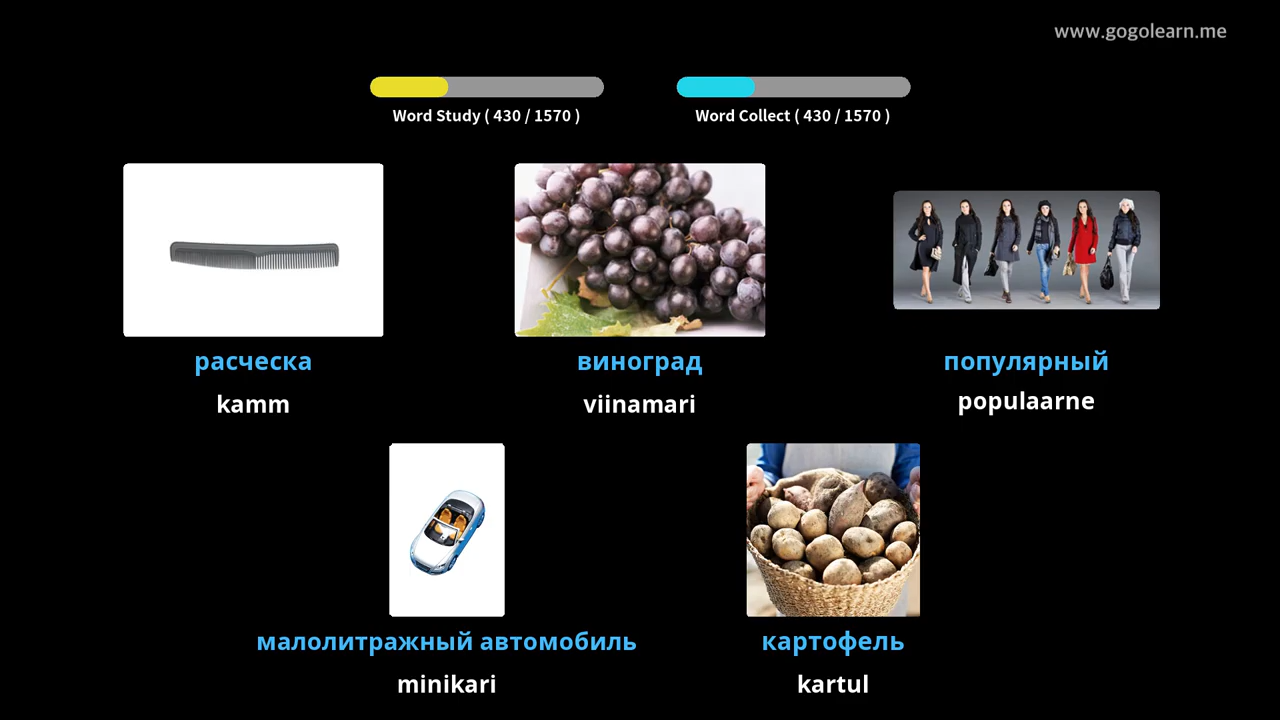 www.gogolearn.me
Word Study ( 430 / 1570 )
Word Collect ( 430 / 1570 )
расческа
kamm
виноград
viinamari
популярный
populaarne
малолитражный автомобиль
minikari
картофель
kartul